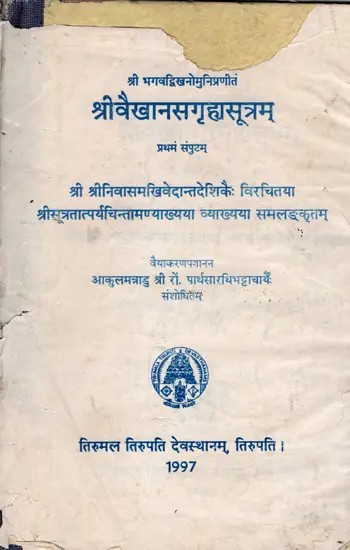 श्री भगवद्विखनोमुनिप्रणीतं
श्रीवैखानसगृह्यसूत्रम्
प्रथमं संपुटम्
श्री श्रीनिवासमखिवेदान्तदेशिकैः विरचितया
श्रीसूत्रतात्पर्यचिन्तामण्याख्यया व्याख्यया समलङ्कृतम्
वैयाकरणपञ्चानन
आकुलमन्नाडु श्री रों. पार्थसारथिभट्टाचार्यैः
संशोधितम्
तिरुमल तिरुपति देवस्थानम्, तिरुपति ।
1997